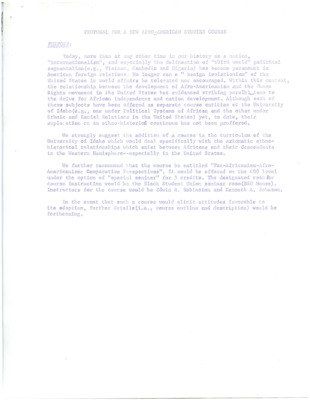 PROPOSAL FOR A NEW AFRO-AMERICAN STUDIES COURSE
PURPOSE:
Today, more than at any other time in our history as a nation,
"internationalism", and especially the delineation of "third world" political
expansionism(e.g., Vietnam, Cambodia and Nigeria) has become paramount in
American foreign relations. No longer can a "benign isolationism" of the
United States in world affairs be tolerated nor encouraged. Within this context,
the relationship between the development of Afro-Americanism and the Human
Rights movement in the United States has evidenced striking parallels to
the drive for African independence and nation development. Although each of
these subjects have been offered as separate course entities at the University
of Idaho(e.g., one under Political Systems of Africa and the other under
Ethnic and Racial Relations in the United States) yet, to date, their
as an ethno-historical continuum has not been proffered.
We strongly suggest the addition of a course in the curriculum of the
University of Idaho which would deal specifically with the automatic ethno-
historical relationships which exist between Africans and their descendants
in the Western Hemisphere--especially in the United States.
We further recommend that the course be entitled "Pan-Africanism-Afro-
Americanism: Comparative Perspectives". It could be offered on the 400 level
under the option of "special seminar" for 3 credits. The designated room for
course instruction would be the Black Student Union seminar room(BSU House).
Instructors for the course would be Edwin B. and Kenneth G. Johnson.
In the event that such a course would elicit attitudes favorable to
its adoption, further details(i.e., course outline and description) would be
forthcoming.